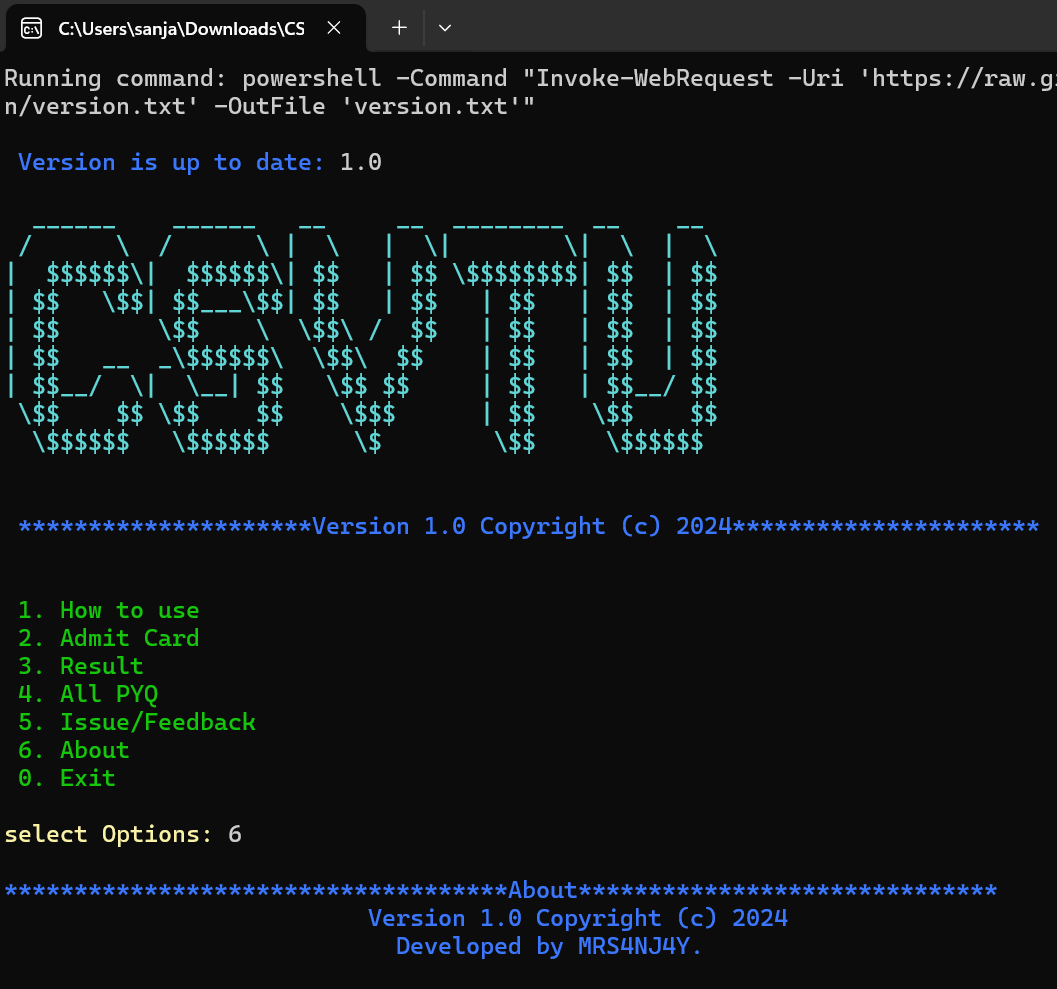 C:\Users\sanja\Downloads\CS
Running command: powershell -Command "Invoke-WebRequest -Uri 'https://raw.gi
n/version.txt' -OutFile 'version.txt'"
Version is up to date: 1.0
CSVTU
**********************Version 1.0 Copyright (c) 2024**********************
1. How to use
2. Admit Card
3. Result
4. All PYQ
5. Issue/Feedback
6. About
0. Exit
select Options: 6
************************************About******************************
Version 1.0 Copyright (c) 2024
Developed by MRS4NJ4Y.